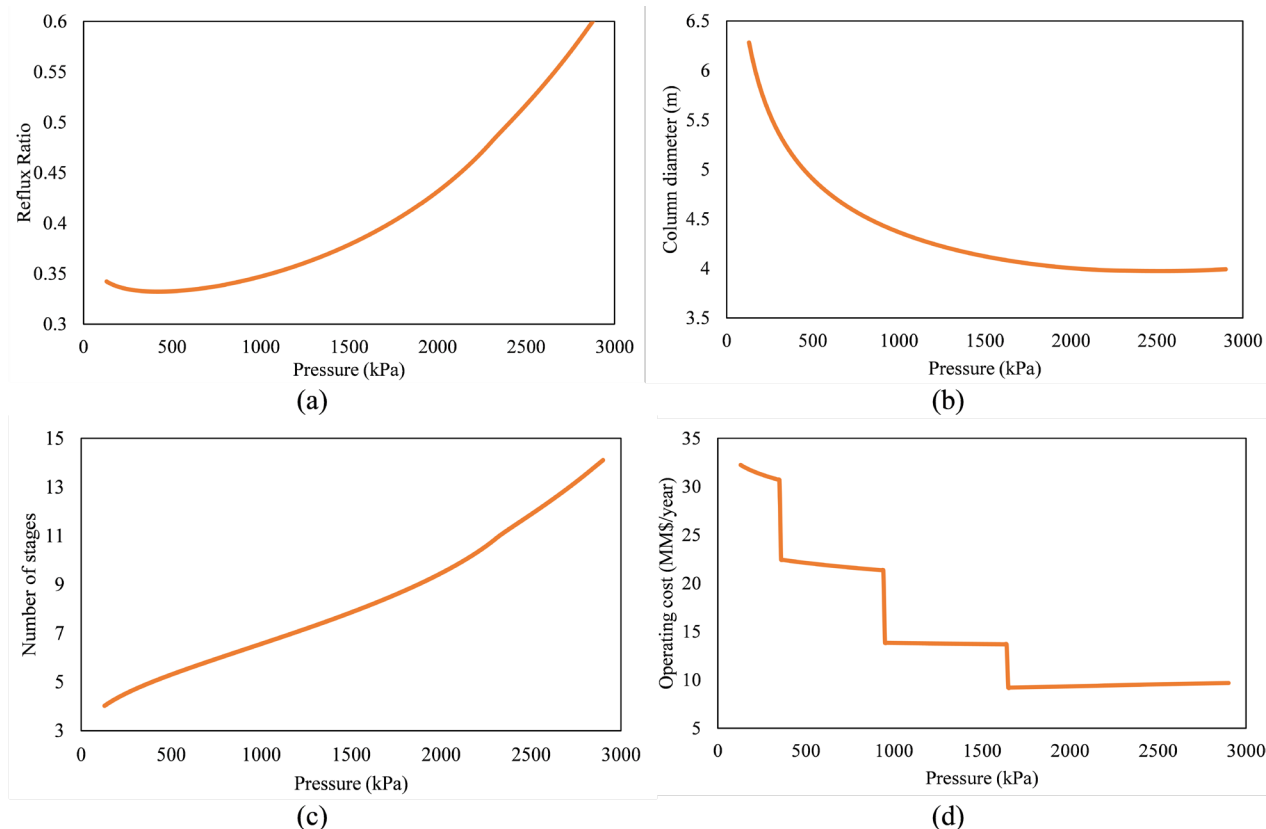 Reflux Ratio
0.6
0.55
0.5
0.45
0.4
0.35
0.3
0 500 1000 1500 2000 2500 3000
Pressure (kPa)
(a)
Column diameter (m)
6.5
6
5.5
5
4.5
4
3.5
0 500 1000 1500 2000 2500 3000
Pressure (kPa)
(b)
Number of stages
15
13
11
9
7
5
3
0 500 1000 1500 2000 2500 3000
Pressure (kPa)
(c)
Operating cost (MM$/year)
35
30
25
20
15
10
5
0 500 1000 1500 2000 2500 3000
Pressure (kPa)
(d)